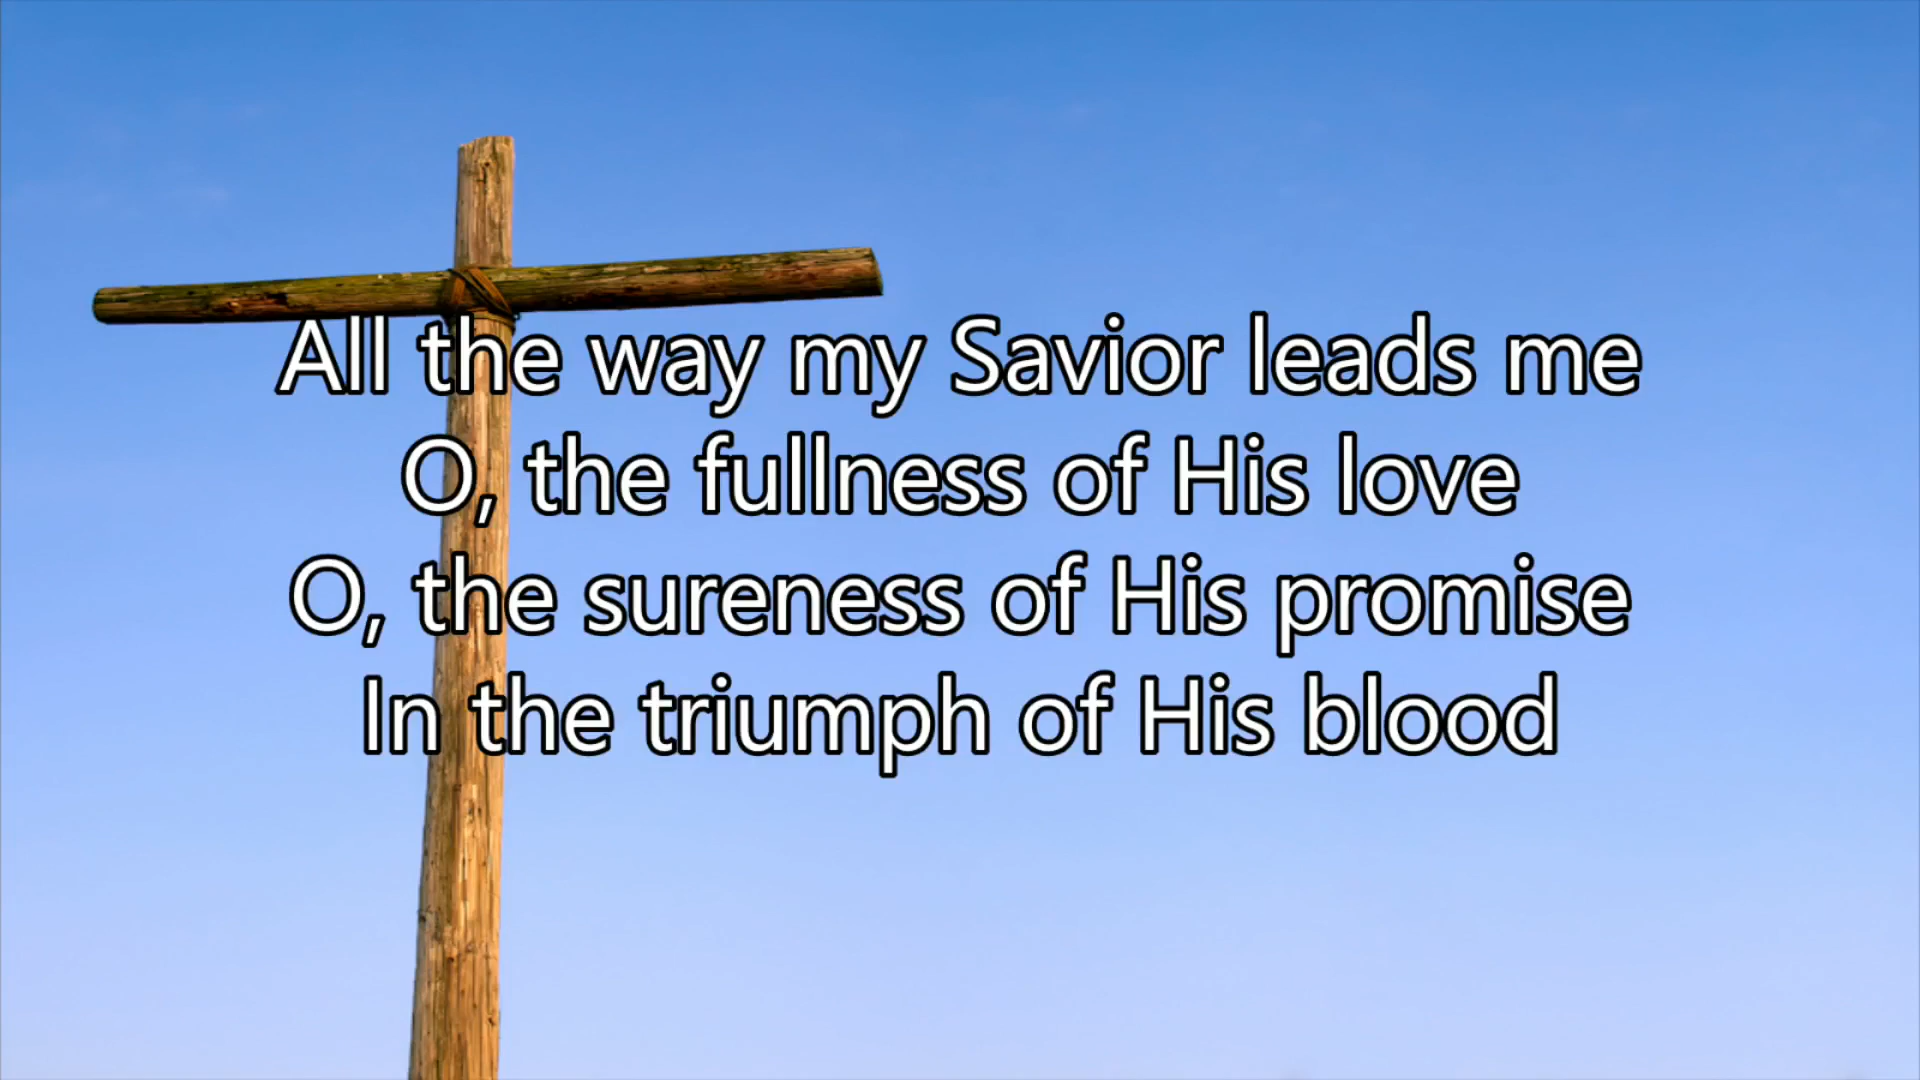 All the way my Savior leads me
O, the fullness of His love
O, the sureness of His promise
In the triumph of His blood